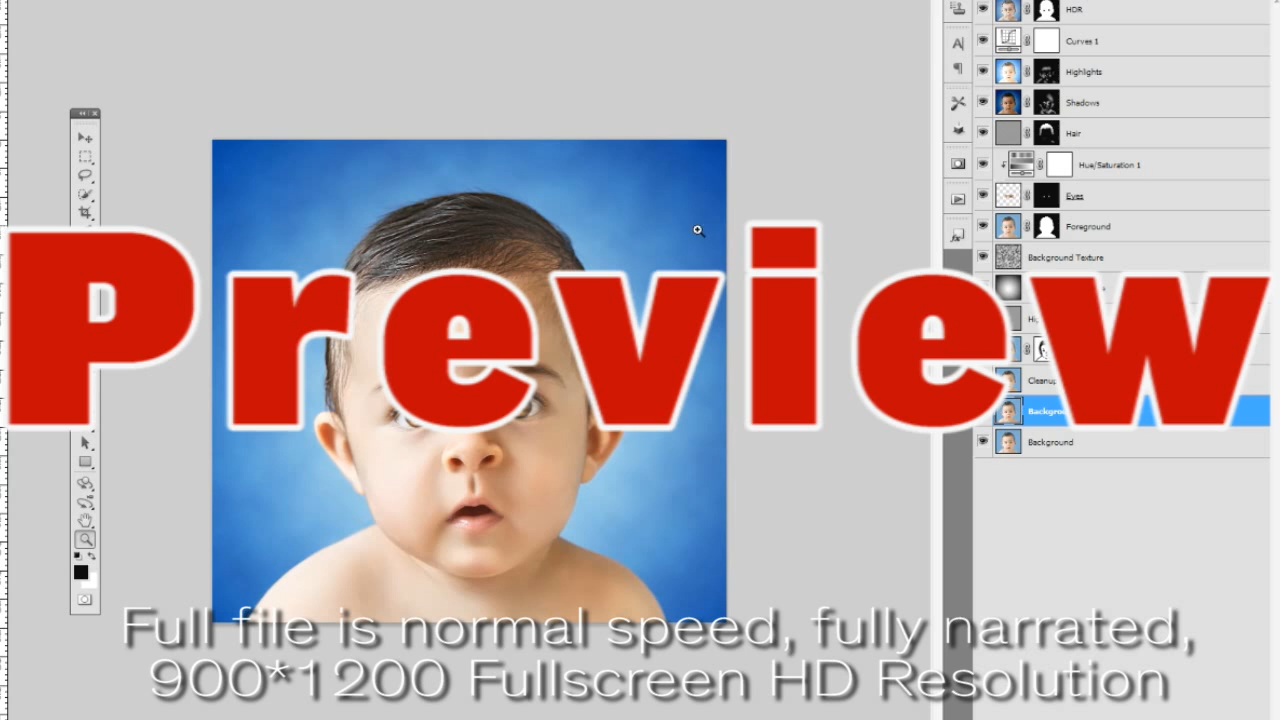 HDR
Curves 1
Highlights
Shadows
Hair
Hue/Saturation 1
Eyes
Foreground
Background Texture
Preview
Background
Full file is normal speed, fully narrated,
900*1200 Fullscreen HD Resolution